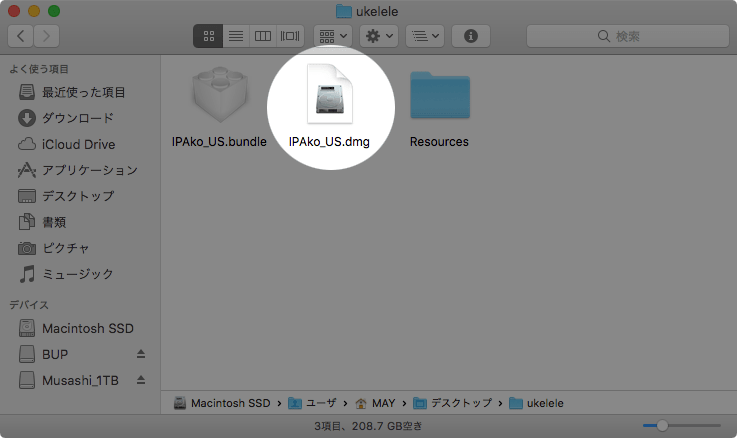 ukelele
検索
よく使う項目
最近使った項目
ダウンロード
iCloud Drive
アプリケーション
デスクトップ
書類
ピクチャ
ミュージック
デバイス
Macintosh SSD
BUP
Musashi_1TB
IPAko_US.bundle
IPAko_US.dmg
Resources
Macintosh SSD › ユーザ › MAY › デスクトップ › ukelele
3項目、208.7 GB空き